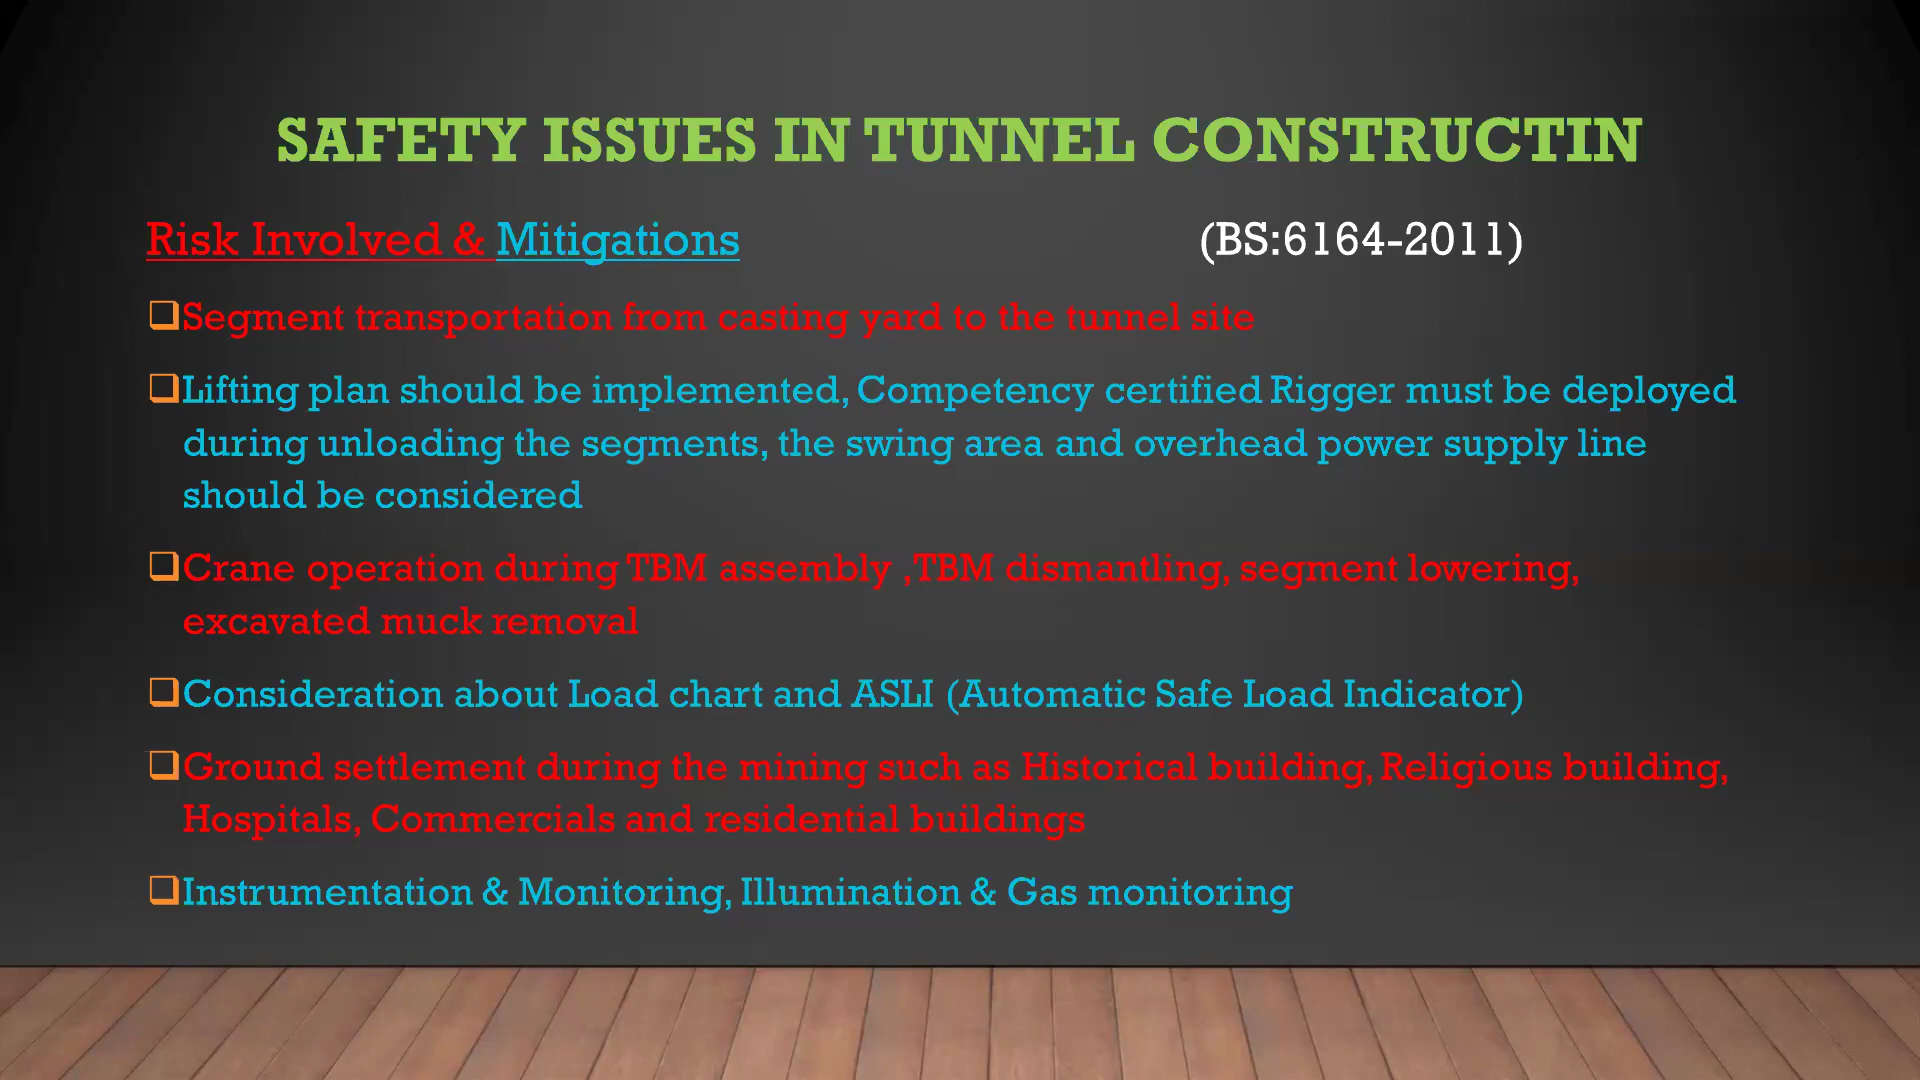 SAFETY ISSUES IN TUNNEL CONSTRUCTIN
Risk Involved & Mitigations (BS:6164-2011)
❑Segment transportation from casting yard to the tunnel site
❑Lifting plan should be implemented, Competency certified Rigger must be deployed
during unloading the segments, the swing area and overhead power supply line
should be considered
❑Crane operation during TBM assembly ,TBM dismantling, segment lowering,
excavated muck removal
❑Consideration about Load chart and ASLI (Automatic Safe Load Indicator)
❑Ground settlement during the mining such as Historical building, Religious building,
Hospitals, Commercials and residential buildings
❑Instrumentation & Monitoring, Illumination & Gas monitoring